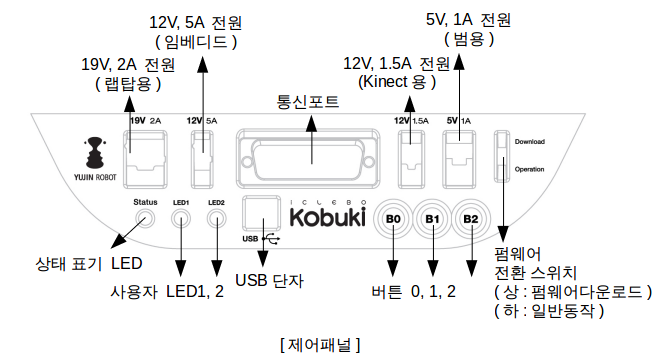 12V, 5A 전원
( 임베디드 )
5V, 1A 전원
( 범용 )
19V, 2A 전원
( 랩탑용 )
12V, 1.5A 전원
(Kinect 용 )
통신포트
19V 2A
12V 5A
12V 1.5A
5V 1A
Download
Operation
YUJIN ROBOT
Status
LED1
LED2
USB
ICLEBO
Kobuki
B0
B1
B2
상태 표기 LED
사용자 LED1, 2
USB 단자
버튼 0, 1, 2
펌웨어
전환 스위치
( 상 : 펌웨어다운로드 )
( 하 : 일반동작 )
[ 제어패널 ]